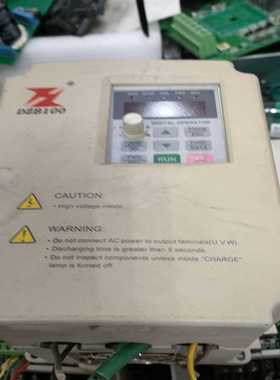 DZB100
DIGITAL OPERATOR
RUN
CAUTION:
• High voltage inside.
WARNING:
• Do not connect AC power to output terminals(U.V.W)
• Discharging time is greater than 5 seconds.
• Do not inspect components unless inside "CHARGE"
lamp is turned off.